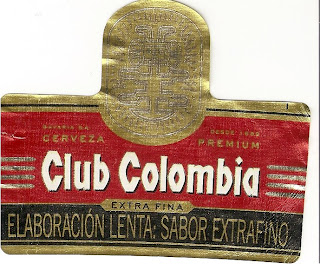 CERVEZA PREMIUM
Club Colombia
EXTRA FINA
ELABORACIÓN LENTA. SABOR EXTRAFINO